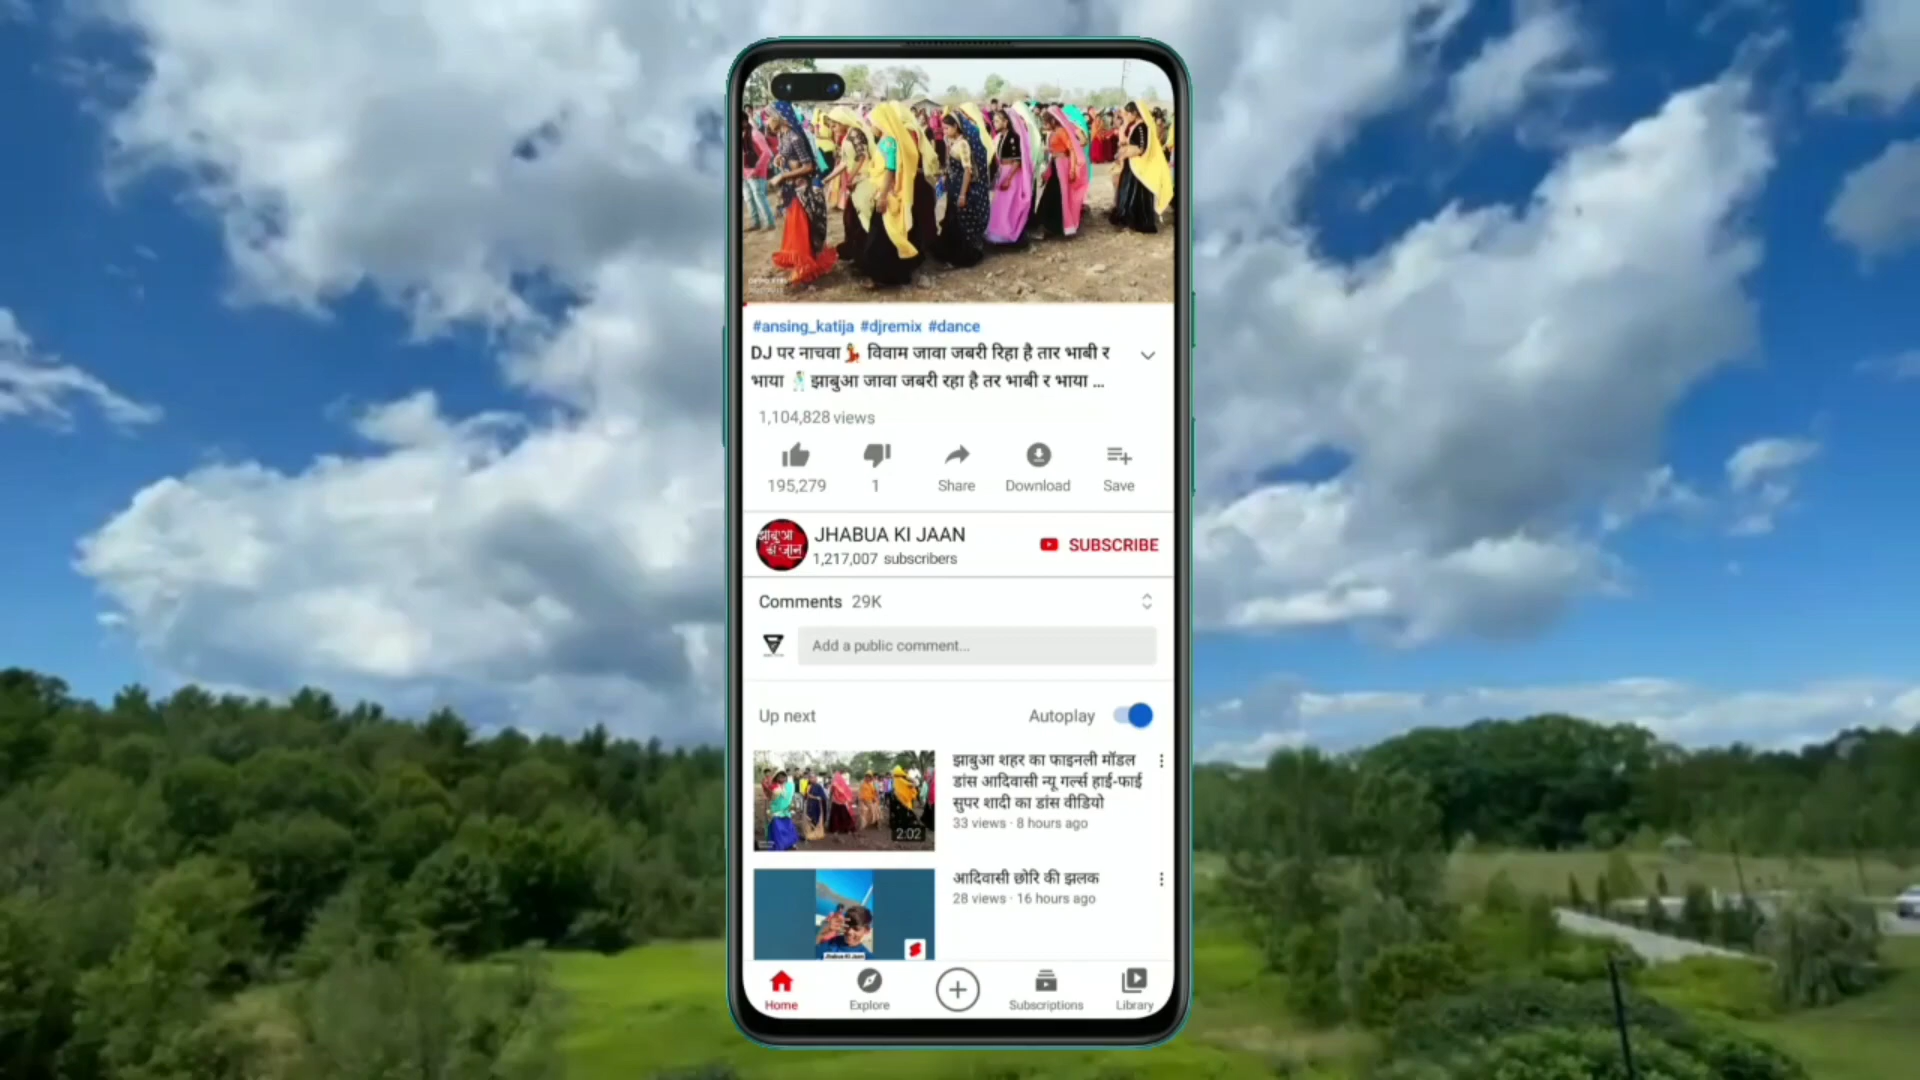 #ansing_katija #djremix #dance
DJ पर नाचवा💃 विवाम जावा जबरी रिहा है तार भाबी र
भाया 🕺 झाबुआ जावा जबरी रहा है तर भाबी र भाया ...
1,104,828 views
195,279
1
Share
Download
Save
झाबुआ
की जान
JHABUA KI JAAN
1,217,007 subscribers
SUBSCRIBE
Comments 29K
Add a public comment...
Up next
Autoplay
2:02
झाबुआ शहर का फाइनली मॉडल
डांस आदिवासी न्यू गर्ल्स हाई-फाई
सुपर शादी का डांस वीडियो
33 views · 8 hours ago
Jhabua Ki Jaan
आदिवासी छोरि की झलक
28 views · 16 hours ago
Home
Explore
Subscriptions
Library